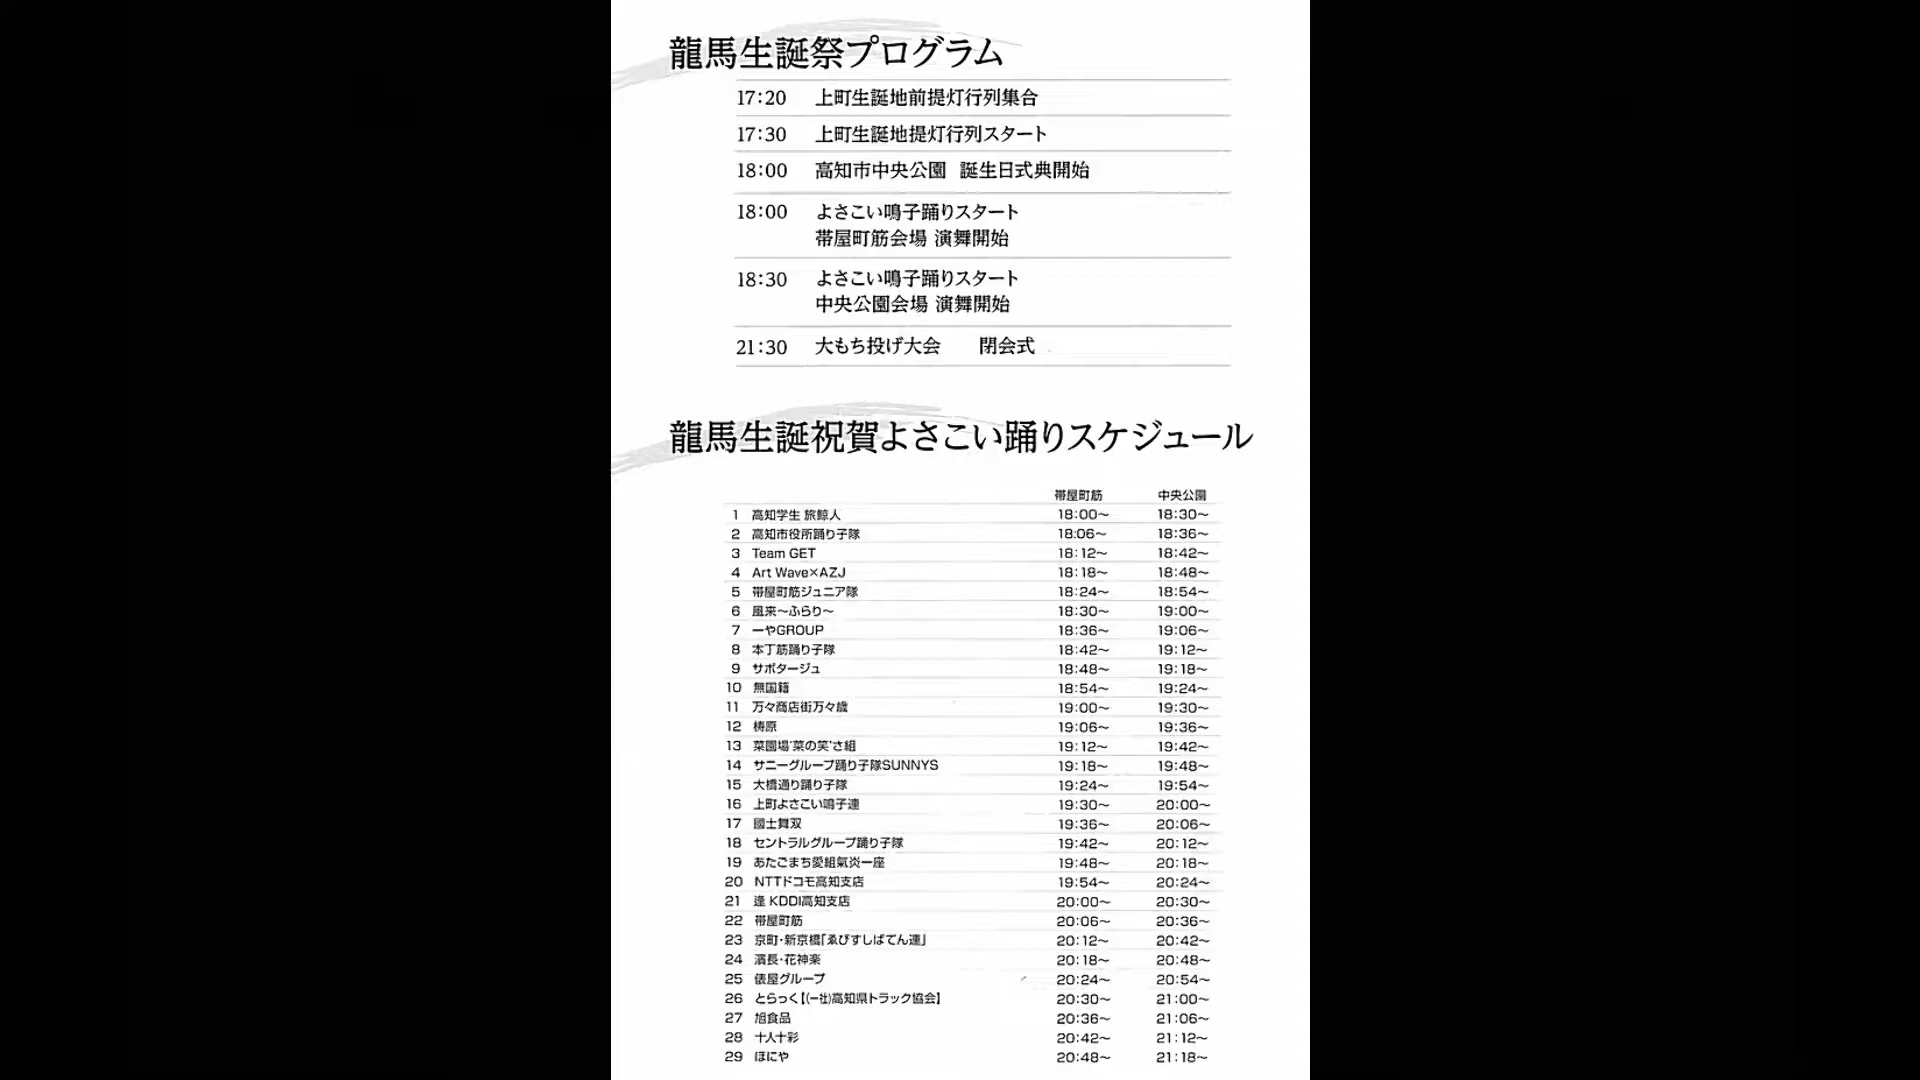 龍馬生誕祭プログラム
17:20 上町生誕地前提灯行列集合
17:30 上町生誕地提灯行列スタート
18:00 高知市中央公園 誕生日式典開始
18:00 よさこい鳴子踊りスタート
帯屋町筋会場 演舞開始
18:30 よさこい鳴子踊りスタート
中央公園会場 演舞開始
21:30 大もち投げ大会 閉会式
龍馬生誕祝賀よさこい踊りスケジュール
帯屋町筋 中央公園
1 高知学生 旅鯨人 18:00〜 18:30〜
2 高知市役所踊り子隊 18:06〜 18:36〜
3 Team GET 18:12〜 18:42〜
4 Art Wave×AZJ 18:18〜 18:48〜
5 帯屋町筋ジュニア隊 18:24〜 18:54〜
6 風来〜ふらり〜 18:30〜 19:00〜
7 一やGROUP 18:36〜 19:06〜
8 本丁筋踊り子隊 18:42〜 19:12〜
9 サボタージュ 18:48〜 19:18〜
10 無国籍 18:54〜 19:24〜
11 万々商店街万々歳 19:00〜 19:30〜
12 梼原 19:06〜 19:36〜
13 菜園場“菜の笑”さ組 19:12〜 19:42〜
14 サニーグループ踊り子隊SUNNYS 19:18〜 19:48〜
15 大橋通り踊り子隊 19:24〜 19:54〜
16 上町よさこい鳴子連 19:30〜 20:00〜
17 國士舞双 19:36〜 20:06〜
18 セントラルグループ踊り子隊 19:42〜 20:12〜
19 あたごまち愛組氣炎一座 19:48〜 20:18〜
20 NTTドコモ高知支店 19:54〜 20:24〜
21 逢 KDDI高知支店 20:00〜 20:30〜
22 帯屋町筋 20:06〜 20:36〜
23 京町・新京橋「ゑびすしばてん連」 20:12〜 20:42〜
24 濱長・花神楽 20:18〜 20:48〜
25 俵屋グループ 20:24〜 20:54〜
26 とらっく【(一社)高知県トラック協会】 20:30〜 21:00〜
27 旭食品 20:36〜 21:06〜
28 十人十彩 20:42〜 21:12〜
29 ほにや 20:48〜 21:18〜